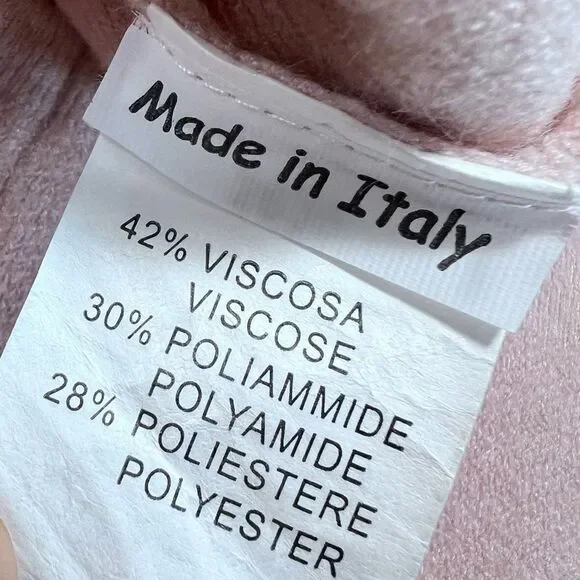 Made in Italy
42% VISCOSA
VISCOSE
30% POLIAMMIDE
POLYAMIDE
28% POLIESTERE
POLYESTER